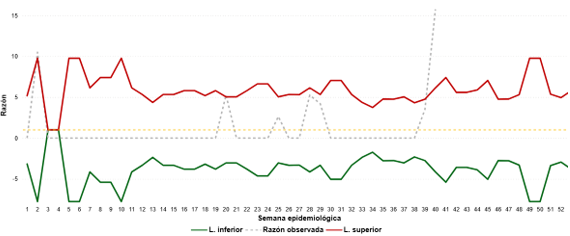 15
10
5
0
-5
Razón
1 2 3 4 5 6 7 8 9 10 11 12 13 14 15 16 17 18 19 20 21 22 23 24 25 26 27 28 29 30 31 32 33 34 35 36 37 38 39 40 41 42 43 44 45 46 47 48 49 50 51 52
Semana epidemiológica
L. inferior Razón observada L. superior